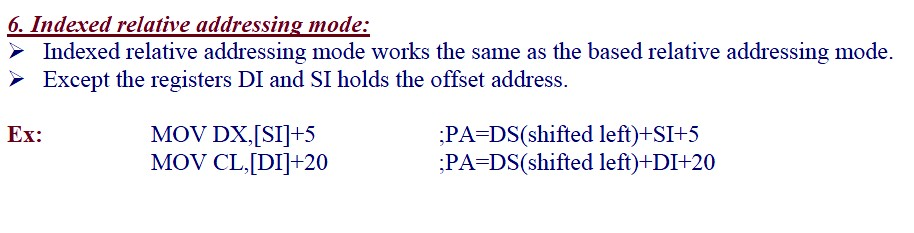 6. Indexed relative addressing mode:
➢ Indexed relative addressing mode works the same as the based relative addressing mode.
➢ Except the registers DI and SI holds the offset address.
Ex: MOV DX,[SI]+5 ;PA=DS(shifted left)+SI+5
MOV CL,[DI]+20 ;PA=DS(shifted left)+DI+20